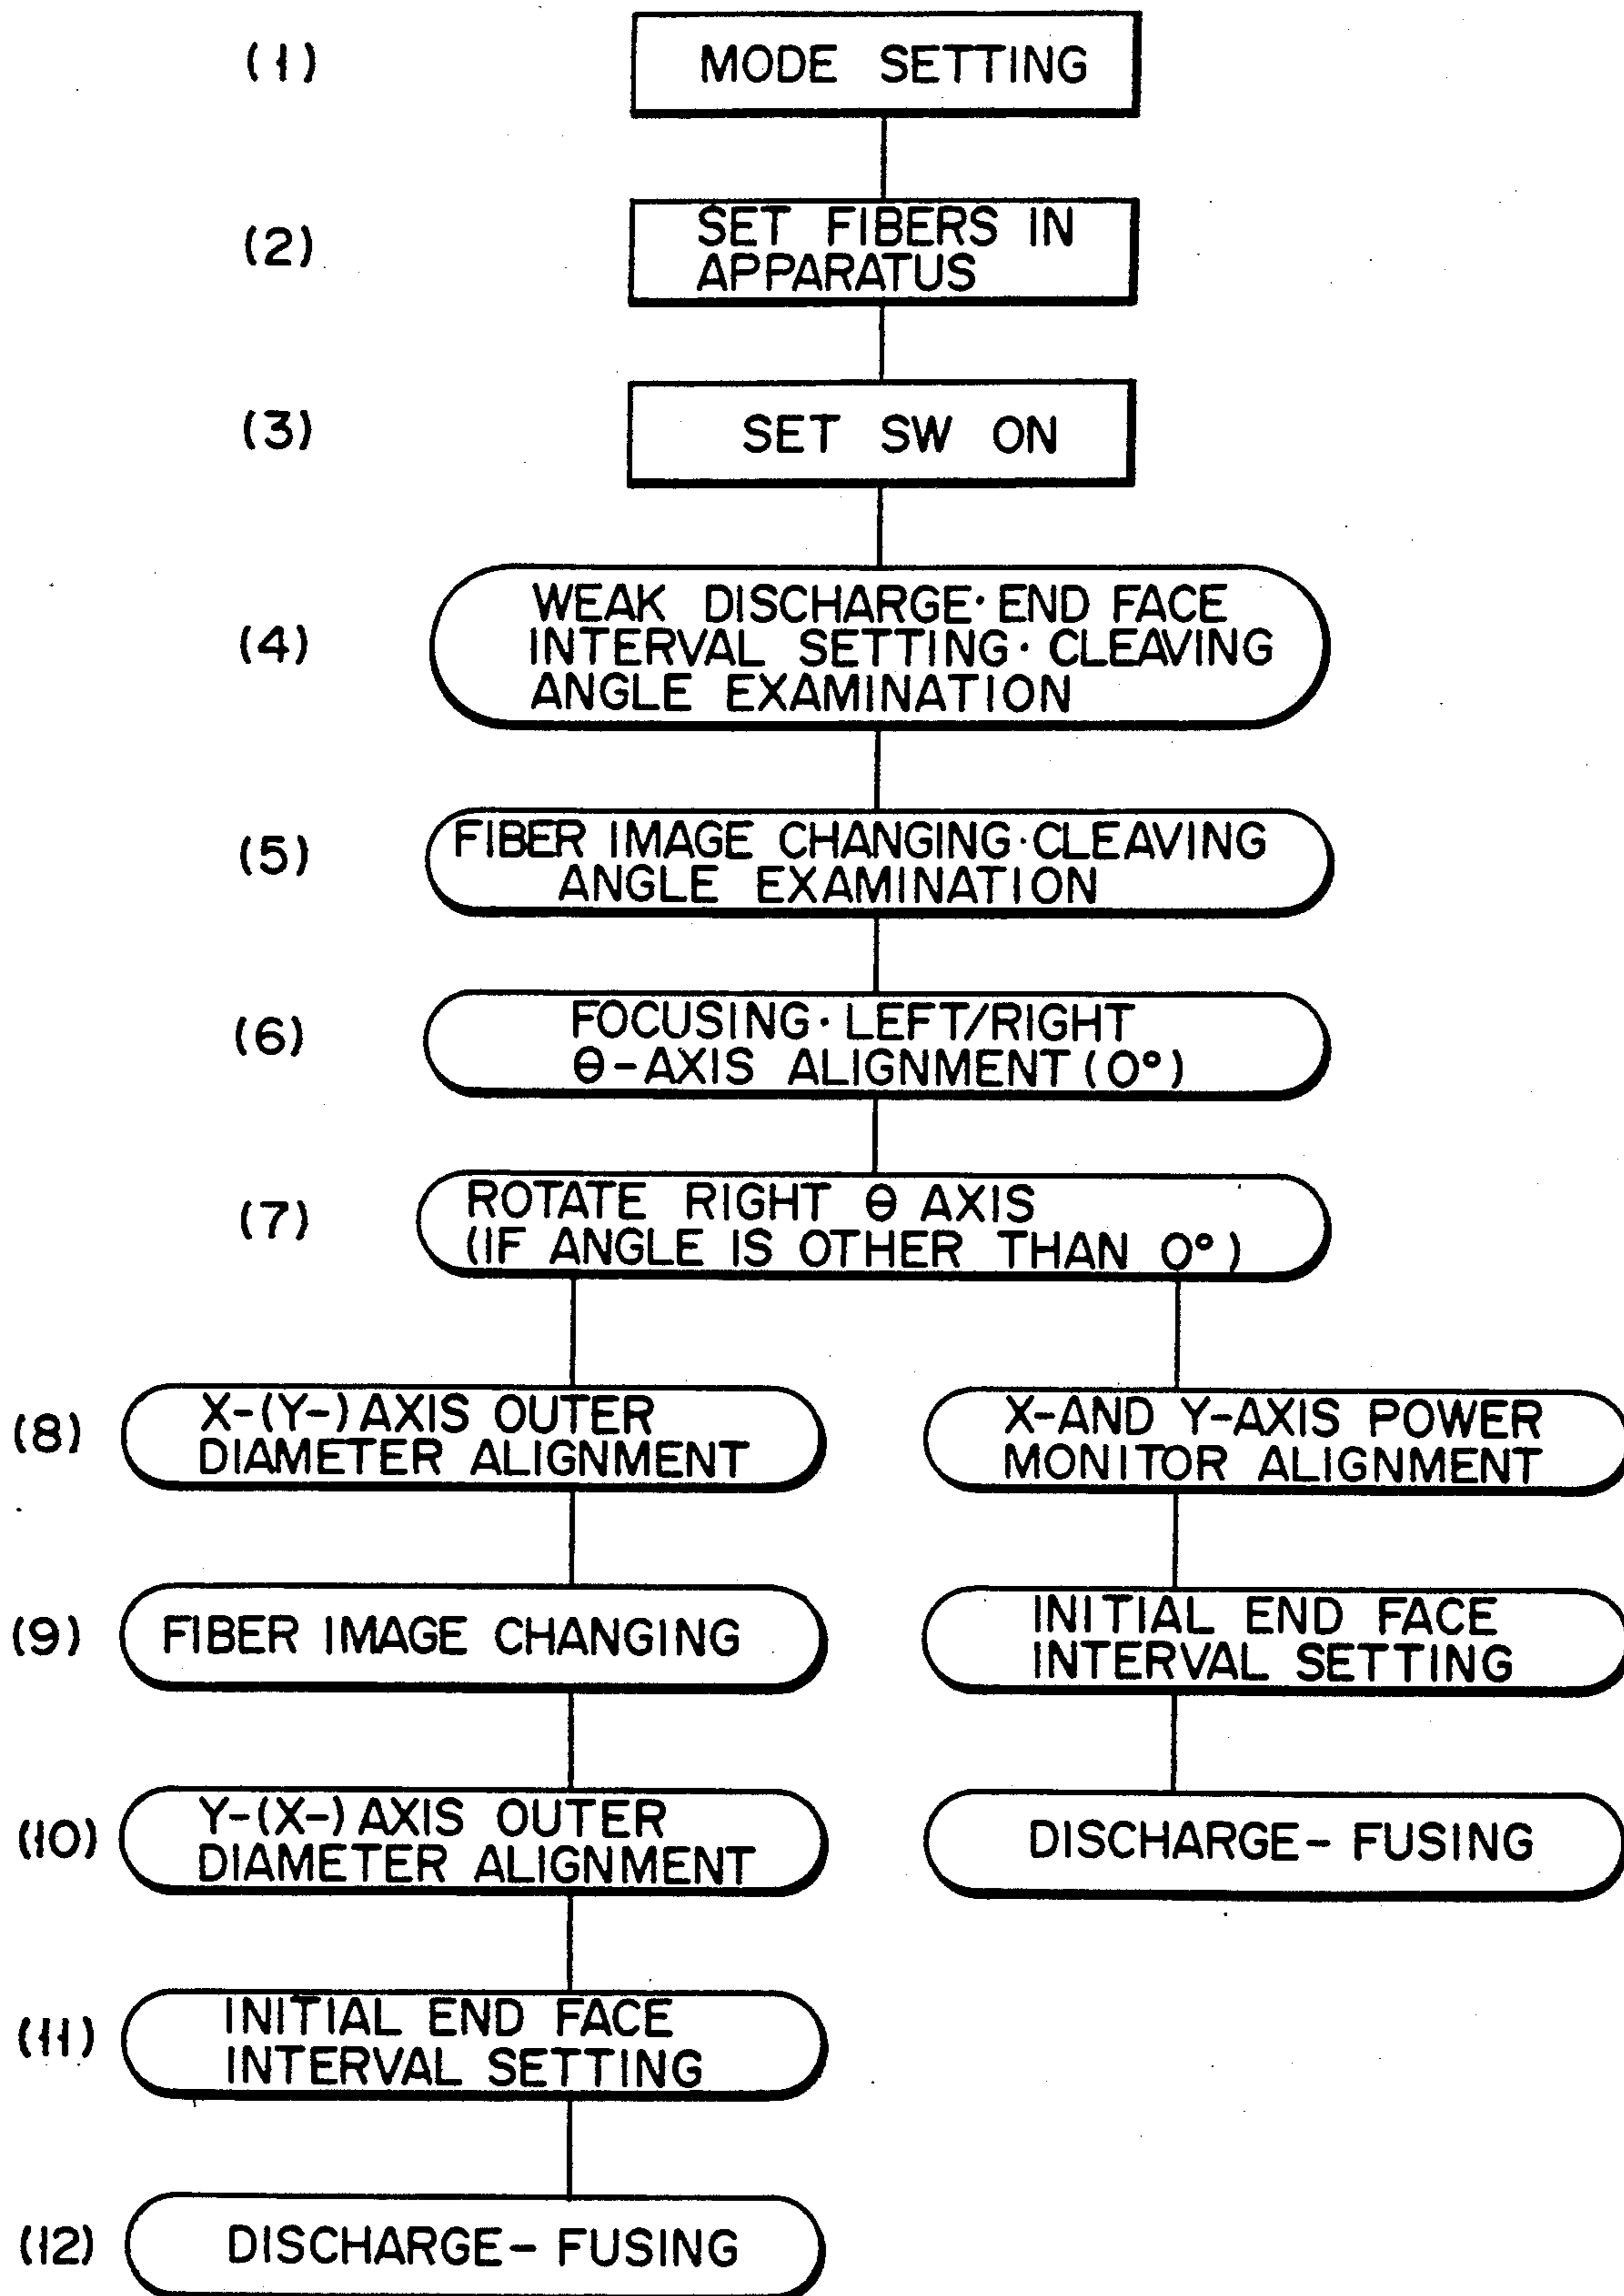 (1) MODE SETTING
(2) SET FIBERS IN
APPARATUS
(3) SET SW ON
(4) WEAK DISCHARGE·END FACE
INTERVAL SETTING·CLEAVING
ANGLE EXAMINATION
(5) FIBER IMAGE CHANGING·CLEAVING
ANGLE EXAMINATION
(6) FOCUSING·LEFT/RIGHT
θ-AXIS ALIGNMENT (0°)
(7) ROTATE RIGHT θ AXIS
(IF ANGLE IS OTHER THAN 0°)
(8) X-(Y-) AXIS OUTER
DIAMETER ALIGNMENT
X-AND Y-AXIS POWER
MONITOR ALIGNMENT
(9) FIBER IMAGE CHANGING
INITIAL END FACE
INTERVAL SETTING
(10) Y-(X-) AXIS OUTER
DIAMETER ALIGNMENT
DISCHARGE- FUSING
(11) INITIAL END FACE
INTERVAL SETTING
(12) DISCHARGE- FUSING